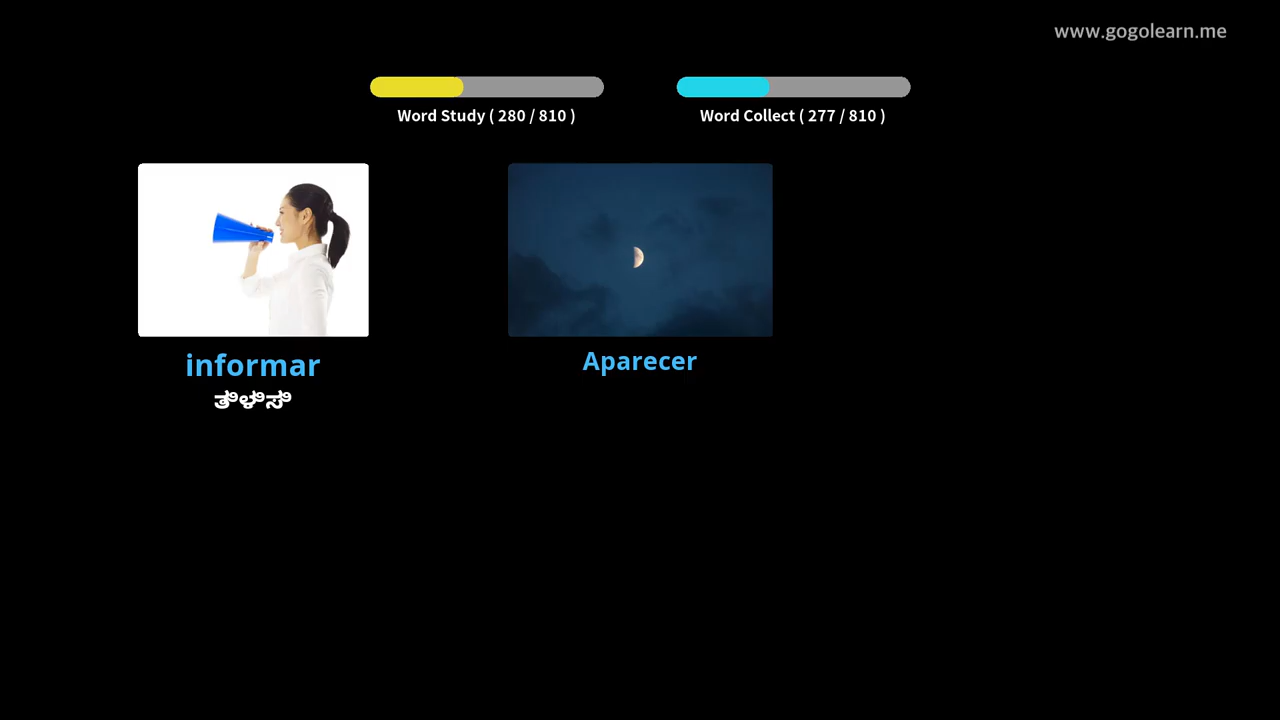 www.gogolearn.me
Word Study ( 280 / 810 )
Word Collect ( 277 / 810 )
informar
ತಿಳಿಸಿ
Aparecer